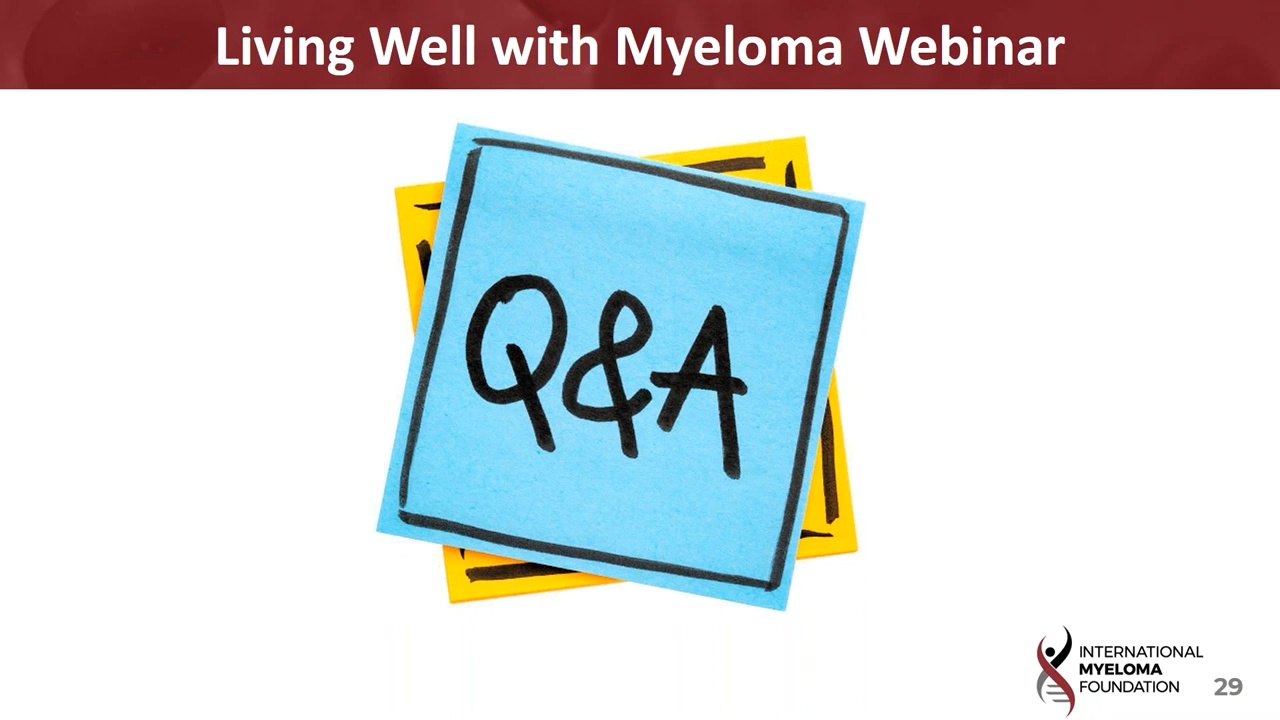 Living Well with Myeloma Webinar
Q&A
INTERNATIONAL
MYELOMA
FOUNDATION
29